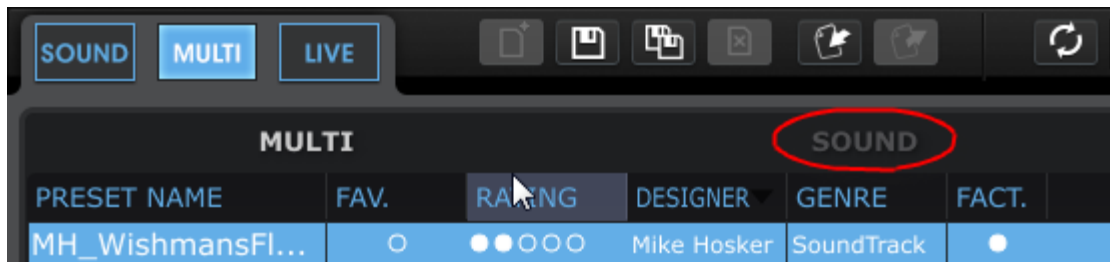 SOUND MULTI LIVE
MULTI SOUND
PRESET NAME FAV. RATING DESIGNER GENRE FACT.
MH_WishmansFl... Mike Hosker SoundTrack